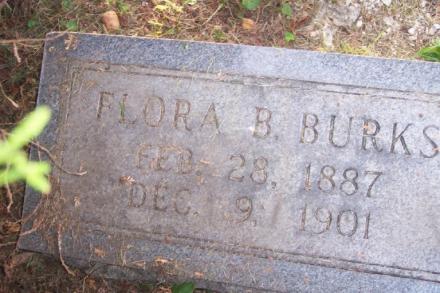 FLORA B. BURKS
FEB. 28, 1887
DEC. 9, 1901